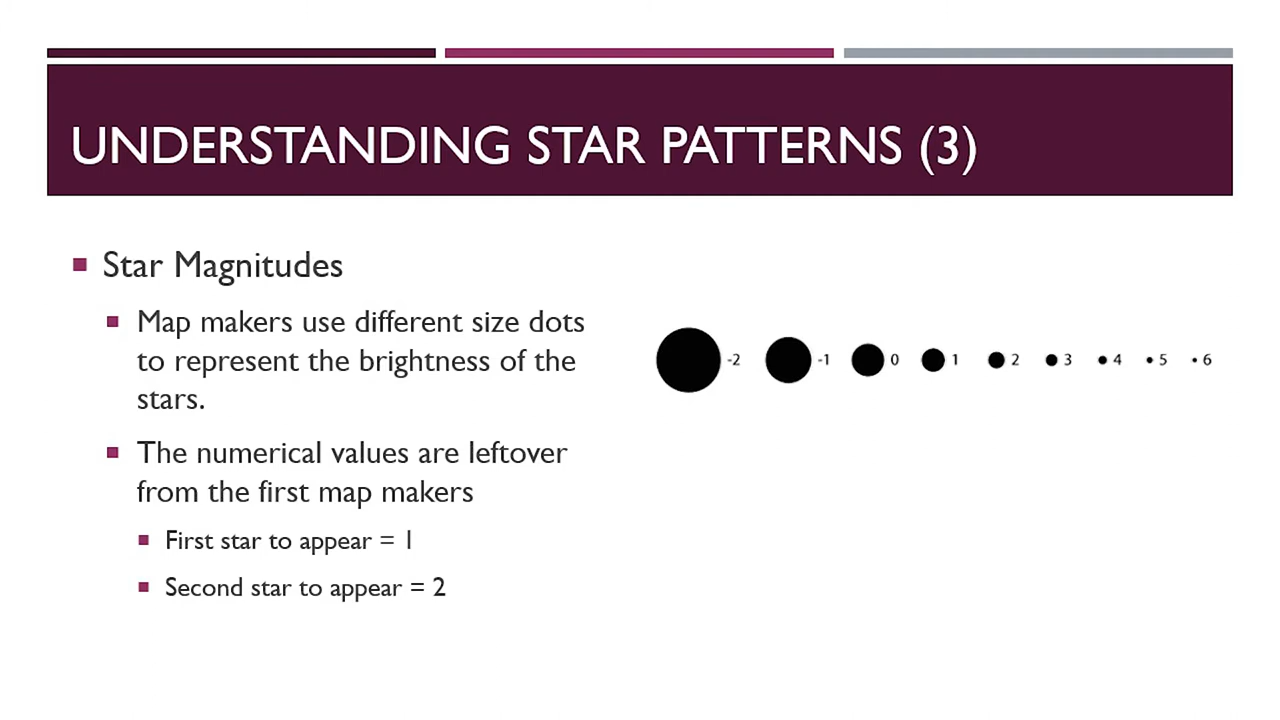 UNDERSTANDING STAR PATTERNS (3)
Star Magnitudes
Map makers use different size dots
to represent the brightness of the
stars.
The numerical values are leftover
from the first map makers
First star to appear = 1
Second star to appear = 2
-2 -1 0 1 2 3 4 5 6